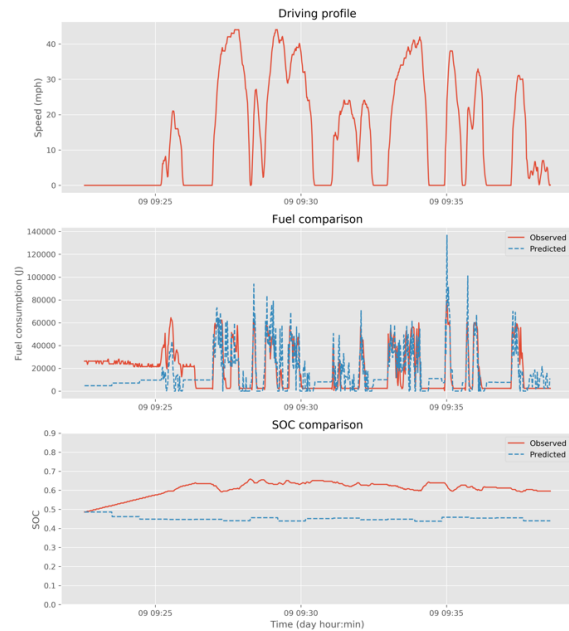 Driving profile
Speed (mph)
40
30
20
10
0
09 09:25
09 09:30
09 09:35
Fuel comparison
Fuel consumption (J)
140000
120000
100000
80000
60000
40000
20000
0
Observed
Predicted
09 09:25
09 09:30
09 09:35
SOC comparison
SOC
0.9
0.8
0.7
0.6
0.5
0.4
0.3
0.2
0.1
0.0
Observed
Predicted
09 09:25
09 09:30
09 09:35
Time (day hour:min)